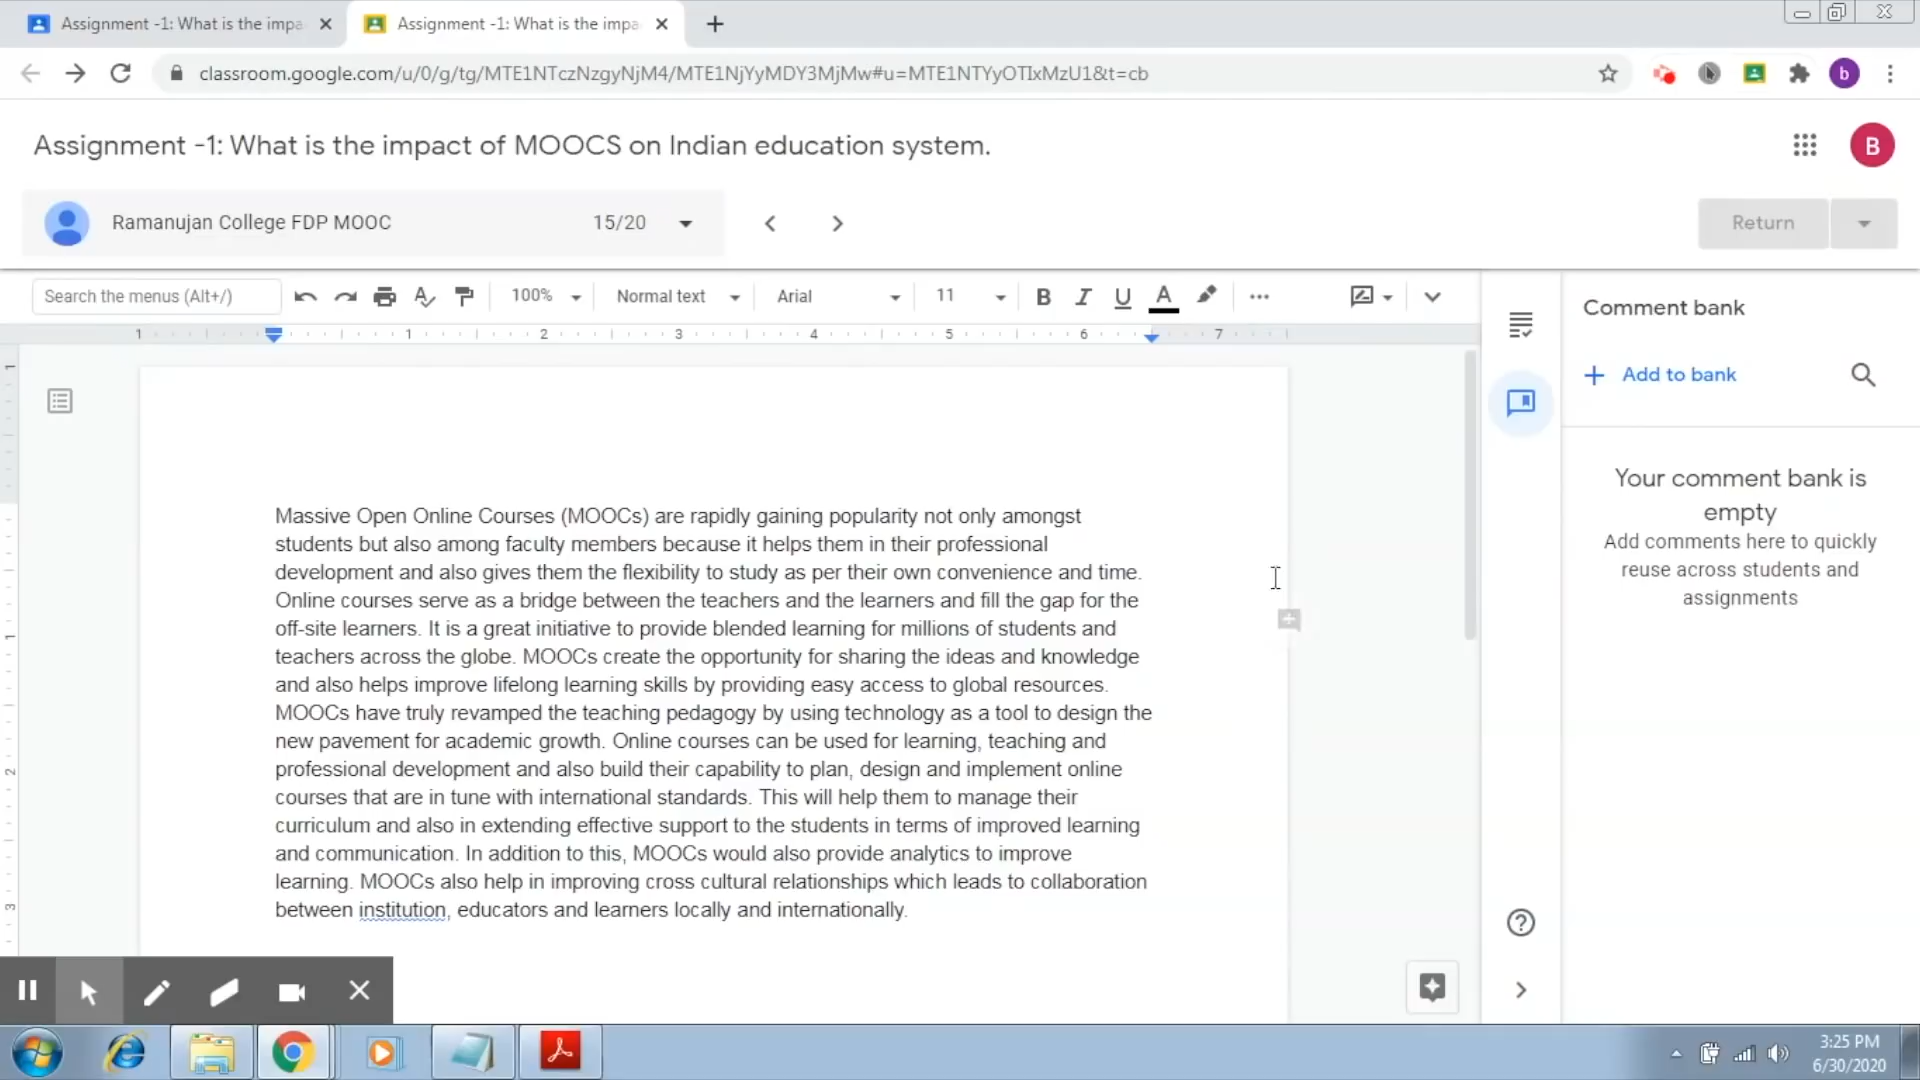 Assignment -1: What is the impa
Assignment -1: What is the impa
classroom.google.com/u/0/g/tg/MTE1NTczNzgyNjM4/MTE1NjYyMDY3MjMw#u=MTE1NTYyOTIxMzU1&t=cb
b
Assignment -1: What is the impact of MOOCS on Indian education system.
B
Ramanujan College FDP MOOC 15/20
Return
Search the menus (Alt+/) 100% Normal text Arial 11 B I U A
1 1 2 3 4 5 6 7
Comment bank
Add to bank
Your comment bank is
empty
Add comments here to quickly
reuse across students and
assignments
1
1
2
3
Massive Open Online Courses (MOOCs) are rapidly gaining popularity not only amongst
students but also among faculty members because it helps them in their professional
development and also gives them the flexibility to study as per their own convenience and time.
Online courses serve as a bridge between the teachers and the learners and fill the gap for the
off-site learners. It is a great initiative to provide blended learning for millions of students and
teachers across the globe. MOOCs create the opportunity for sharing the ideas and knowledge
and also helps improve lifelong learning skills by providing easy access to global resources.
MOOCs have truly revamped the teaching pedagogy by using technology as a tool to design the
new pavement for academic growth. Online courses can be used for learning, teaching and
professional development and also build their capability to plan, design and implement online
courses that are in tune with international standards. This will help them to manage their
curriculum and also in extending effective support to the students in terms of improved learning
and communication. In addition to this, MOOCs would also provide analytics to improve
learning. MOOCs also help in improving cross cultural relationships which leads to collaboration
between institution, educators and learners locally and internationally.
3:25 PM
6/30/2020